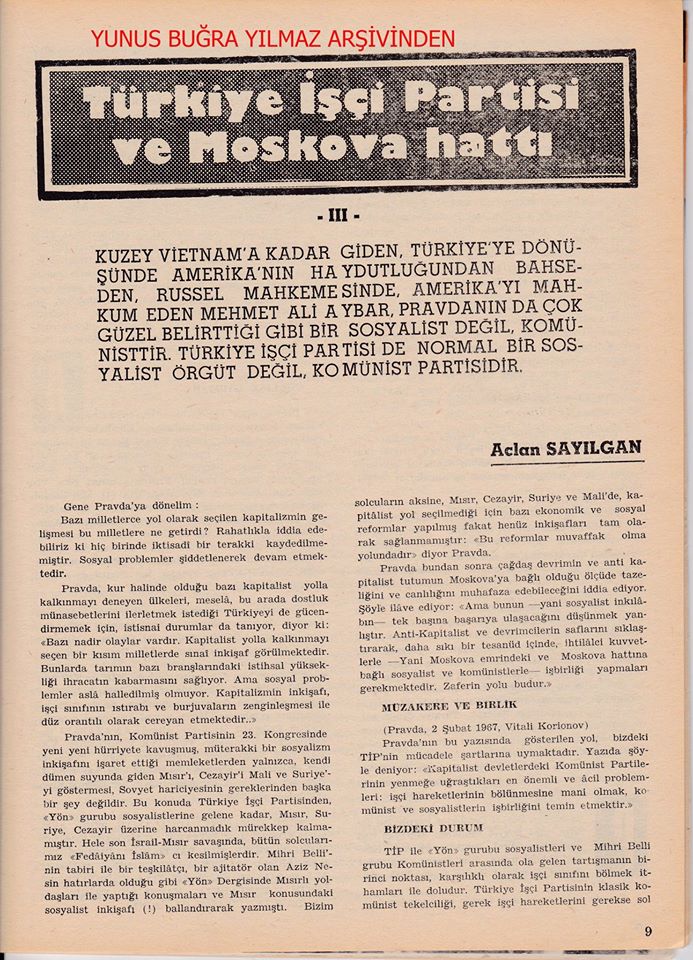 YUNUS BUĞRA YILMAZ ARŞİVİNDEN
Türkiye İşçi Partisi
ve Moskova hattı
- III -
KUZEY VİETNAM'A KADAR GİDEN, TÜRKİYE'YE DÖNÜ-
ŞÜNDE AMERİKA'NIN HAYDUTLUĞUNDAN BAHSE-
DEN, RUSSEL MAHKEMESİNDE, AMERİKA'YI MAH-
KUM EDEN MEHMET ALİ AYBAR, PRAVDANIN DA ÇOK
GÜZEL BELİRTTİĞİ GİBİ BİR SOSYALİST DEĞİL, KOMÜ-
NİSTTİR. TÜRKİYE İŞÇİ PARTİSİ DE NORMAL BİR SOS-
YALİST ÖRGÜT DEĞİL, KOMÜNİST PARTİSİDİR.
Aclan SAYILGAN
Gene Pravda'ya dönelim :
Bazı milletlerce yol olarak seçilen kapitalizmin ge-
lişmesi bu milletlere ne getirdi? Rahatlıkla iddia ede-
biliriz ki hiç birinde iktisadi bir terakki kaydedilme-
miştir. Sosyal problemler şiddetlenerek devam etmek-
tedir.
Pravda, kur halinde olduğu bazı kapitalist yolla
kalkınmayı deneyen ülkeleri, meselâ, bu arada dostluk
münasebetlerini ilerletmek istediği Türkiyeyi de gücen-
dirmemek için, istisnai durumlar da tanıyor, diyor ki:
«Bazı nadir olaylar vardır. Kapitalist yolla kalkınmayı
seçen bir kısım milletlerde sınaî inkişaf görülmektedir.
Bunlarda tarımın bazı branşlarındaki istihsal yüksek-
liği ihracatın kabarmasını sağlıyor. Ama sosyal prob-
lemler aslâ halledilmiş olmuyor. Kapitalizmin inkişafı,
işçi sınıfının ıstırabı ve burjuvaların zenginleşmesi ile
düz orantılı olarak cereyan etmektedir..»
Pravda'nın, Komünist Partisinin 23. Kongresinde
yeni yeni hürriyete kavuşmuş, müterakki bir sosyalizm
inkişafını işaret ettiği memleketlerden yalnızca, kendi
dümen suyunda giden Mısır'ı, Cezayir'i Mali ve Suriye'-
yi göstermesi, Sovyet hariciyesinin gereklerinden başka
bir şey değildir. Bu konuda Türkiye İşçi Partisinden,
«Yön» gurubu sosyalistlerine gelene kadar, Mısır, Su-
riye, Cezayir üzerine harcanmadık mürekkep kalma-
mıştır. Hele son İsrail-Mısır savaşında, bütün solcuları-
mız «Fedâiyânı İslâm» cı kesilmişlerdir. Mihri Belli'-
nin tabiri ile bir teşkilâtçı, bir ajitatör olan Aziz Ne-
sin hatırlarda olduğu gibi «Yön» Dergisinde Mısırlı yol-
daşları ile yaptığı konuşmaları ve Mısır konusundaki
sosyalist inkişafı (!) ballandırarak yazmıştı. Bizim
solcuların aksine, Mısır, Cezayir, Suriye ve Mali'de, ka-
pitâlist yol seçilmediği için bazı ekonomik ve sosyal
reformlar yapılmış fakat henüz inkişafları tam ola-
rak sağlanmamıştır: «Bu reformlar muvaffak olma
yolundadır» diyor Pravda.
Pravda bundan sonra çağdaş devrimin ve anti ka-
pitalist tutumun Moskova'ya bağlı olduğu ölçüde taze-
liğini ve canlılığını muhafaza edebileceğini iddia ediyor.
Şöyle ilâve ediyor: «Ama bunun —yani sosyalist inkılâ-
bın— tek başına başarıya ulaşacağını düşünmek yan-
lıştır. Anti-Kapitalist ve devrimcilerin saflarını sıklaş-
tırarak, daha sıkı bir tesanüd içinde, ihtilâlci kuvvet-
lerle —Yani Moskova emrindeki ve Moskova hattına
bağlı sosyalist ve komünistlerle— işbirliği yapmaları
gerekmektedir. Zaferin yolu budur.»
MÜZAKERE VE BİRLİK
(Pravda, 2 Şubat 1967, Vitali Korionov)
Pravda'nın bu yazısında gösterilen yol, bizdeki
TİP'nin mücadele şartlarına uymaktadır. Yazıda şöy-
le deniyor: «Kapitalist devletlerdeki Komünist Partile-
rinin yenmeğe uğraştıkları en önemli ve âcil problem-
leri: işçi hareketlerinin bölünmesine mani olmak, ko-
münist ve sosyalistlerin işbirliğini temin etmektir.»
BİZDEKİ DURUM
TİP ile «Yön» gurubu sosyalistleri ve Mihri Belli
grubu Komünistleri arasında ola gelen tartışmanın bi-
rinci noktası, karşılıklı olarak işçi sınıfını bölmek it-
hamları ile doludur. Türkiye İşçi Partisinin klasik ko-
münist tekelciliği, gerek işçi hareketlerini gerekse sol
9